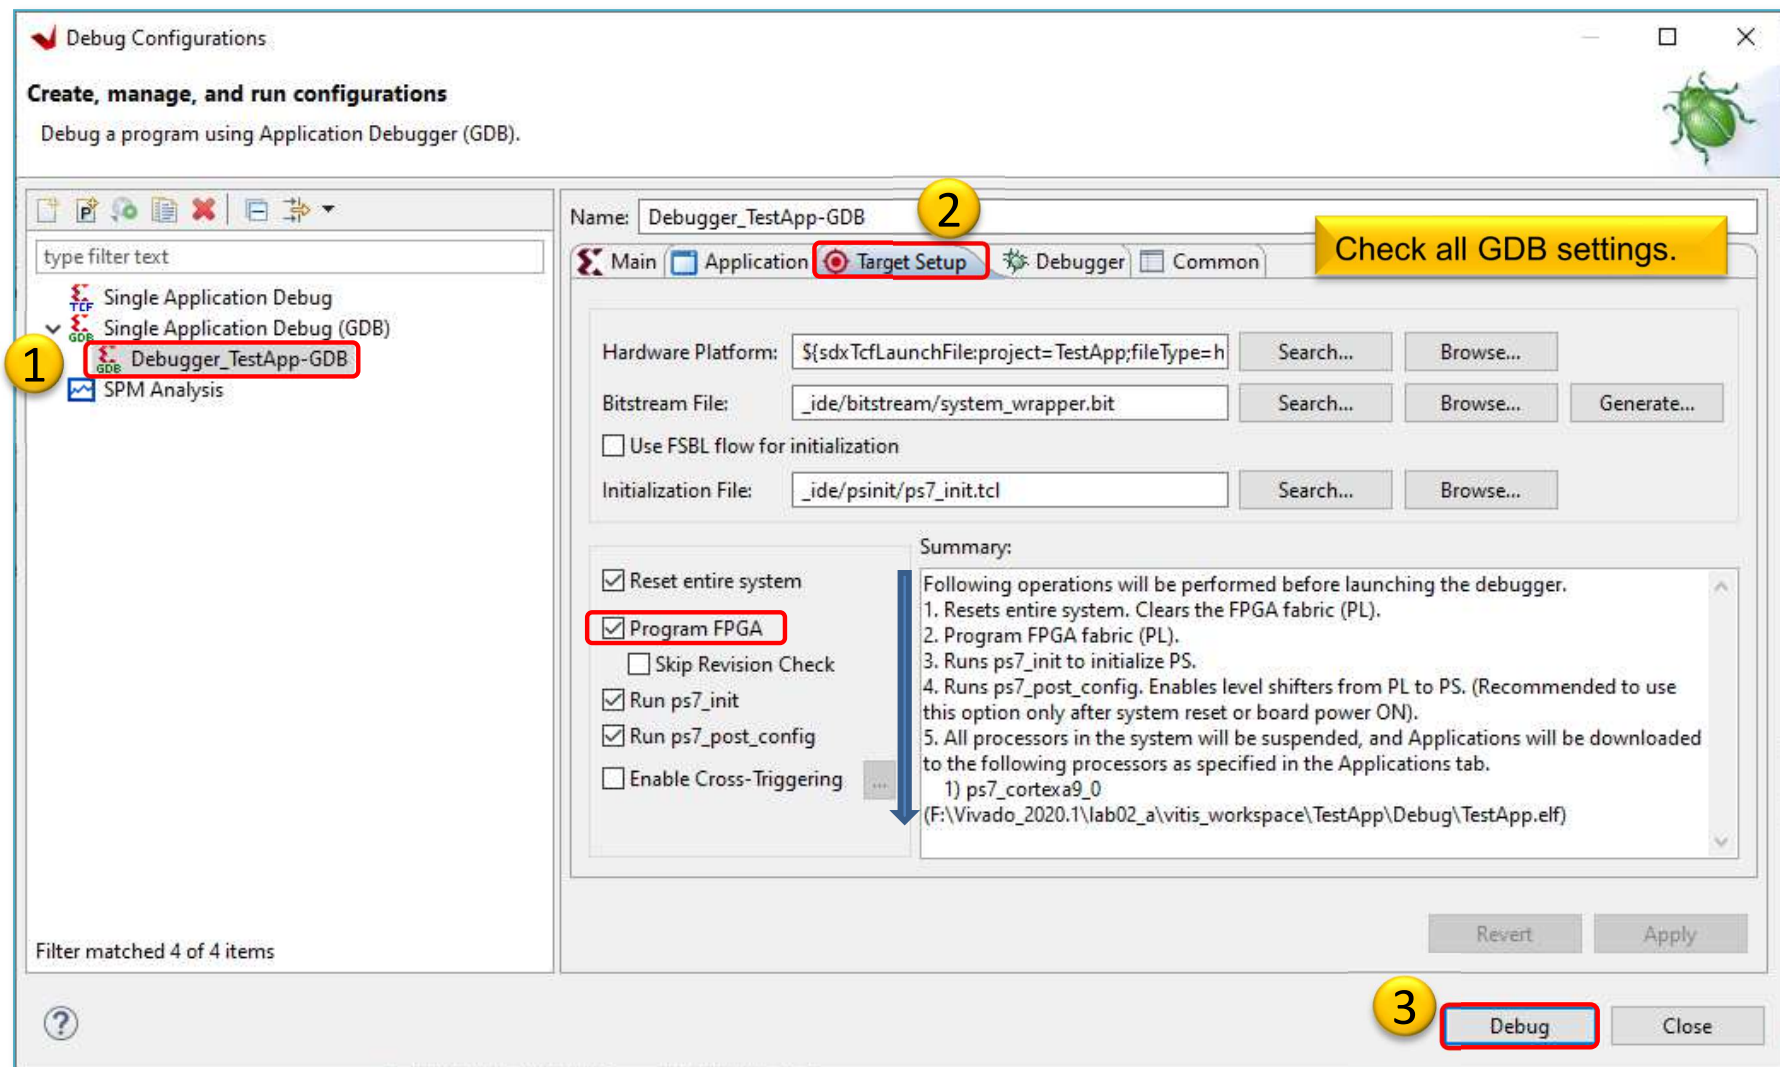 Debug Configurations
Create, manage, and run configurations
Debug a program using Application Debugger (GDB).
type filter text
Single Application Debug
Single Application Debug (GDB)
1
Debugger_TestApp-GDB
SPM Analysis
Filter matched 4 of 4 items
Name: Debugger_TestApp-GDB
2
Check all GDB settings.
Main Application Target Setup Debugger Common
Hardware Platform: ${sdxTcfLaunchFile:project=TestApp;fileType=h Search... Browse...
Bitstream File: _ide/bitstream/system_wrapper.bit Search... Browse... Generate...
Use FSBL flow for initialization
Initialization File: _ide/psinit/ps7_init.tcl Search... Browse...
Reset entire system
Program FPGA
Skip Revision Check
Run ps7_init
Run ps7_post_config
Enable Cross-Triggering ...
Summary:
Following operations will be performed before launching the debugger.
1. Resets entire system. Clears the FPGA fabric (PL).
2. Program FPGA fabric (PL).
3. Runs ps7_init to initialize PS.
4. Runs ps7_post_config. Enables level shifters from PL to PS. (Recommended to use
this option only after system reset or board power ON).
5. All processors in the system will be suspended, and Applications will be downloaded
to the following processors as specified in the Applications tab.
1) ps7_cortexa9_0
(F:\Vivado_2020.1\lab02_a\vitis_workspace\TestApp\Debug\TestApp.elf)
Revert Apply
3
Debug Close